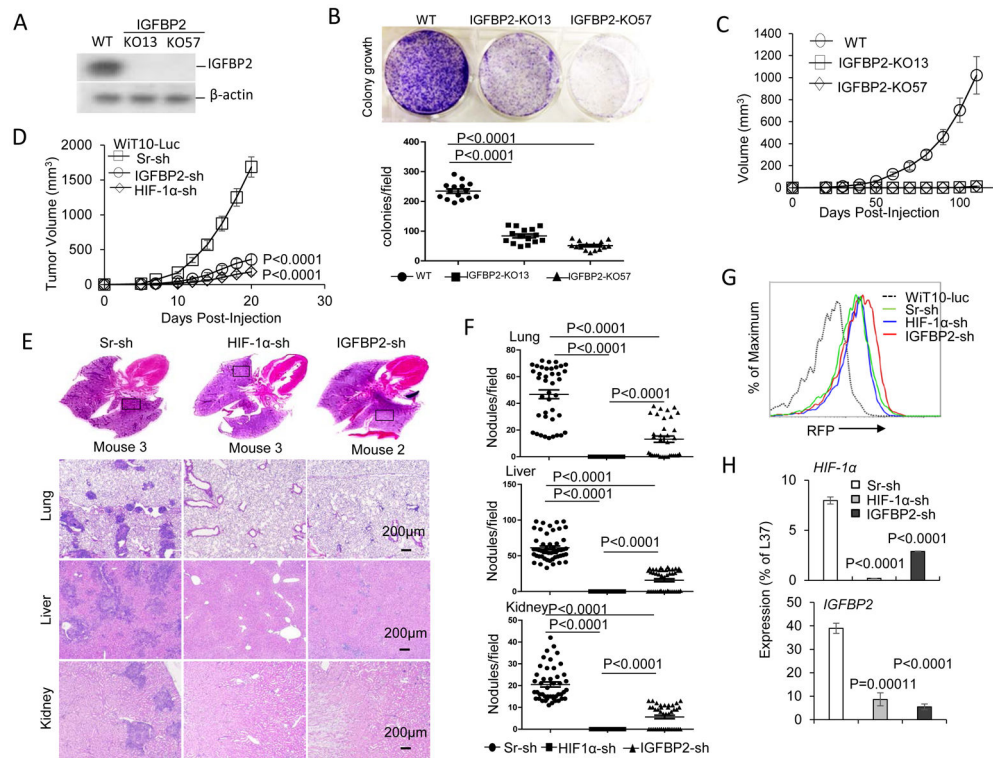 A
IGFBP2
WT KO13 KO57
IGFBP2
β-actin
B
WT IGFBP2-KO13 IGFBP2-KO57
Colony growth
P<0.0001
P<0.0001
colonies/field
300
200
100
0
WT IGFBP2-KO13 IGFBP2-KO57
C
1400
1200
1000
800
600
400
200
0
Volume (mm³)
WT
IGFBP2-KO13
IGFBP2-KO57
0 50 100
Days Post-Injection
D
WiT10-Luc
Sr-sh
IGFBP2-sh
HIF-1α-sh
2000
1500
1000
500
0
Tumor Volume (mm³)
P<0.0001
P<0.0001
0 10 20 30
Days Post-Injection
E
Sr-sh HIF-1α-sh IGFBP2-sh
Mouse 3 Mouse 3 Mouse 2
Lung
200μm
Liver
200μm
Kidney
200μm
F
Lung
P<0.0001
P<0.0001
P<0.0001
Nodules/field
80
60
40
20
0
Liver
P<0.0001
P<0.0001
P<0.0001
Nodules/field
150
100
50
0
Kidney
P<0.0001
P<0.0001
P<0.0001
Nodules/field
50
40
30
20
10
0
Sr-sh HIF1α-sh IGFBP2-sh
G
% of Maximum
WiT10-luc
Sr-sh
HIF-1α-sh
IGFBP2-sh
RFP
H
HIF-1α
Sr-sh
HIF-1α-sh
IGFBP2-sh
10
5
0
P<0.0001
P<0.0001
Expression (% of L37)
IGFBP2
50
40
30
20
10
0
P<0.0001
P=0.00011